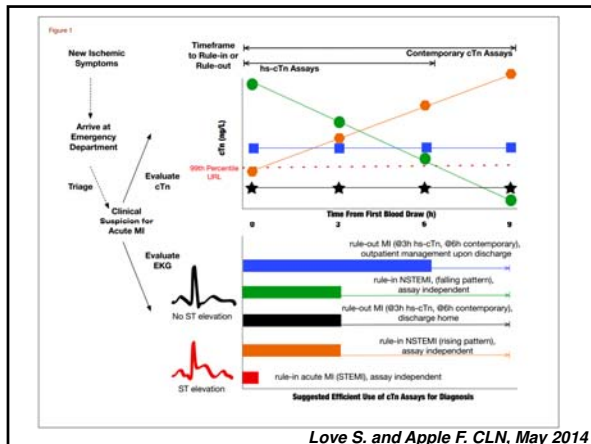 Figure 1
New Ischemic
Symptoms
Arrive at
Emergency
Department
Triage
Clinical
Suspicion for
Acute MI
Evaluate
cTn
Evaluate
EKG
Timeframe
to Rule-in or
Rule-out
Contemporary cTn Assays
hs-cTn Assays
cTn (ng/L)
99th Percentile
URL
0 3 6 9
Time From First Blood Draw (h)
No ST elevation
ST elevation
rule-out MI (@3h hs-cTn, @6h contemporary),
outpatient management upon discharge
rule-in NSTEMI, (falling pattern),
assay independent
rule-out MI (@3h hs-cTn, @6h contemporary),
discharge home
rule-in NSTEMI (rising pattern),
assay independent
rule-in acute MI (STEMI), assay independent
Suggested Efficient Use of cTn Assays for Diagnosis
Love S. and Apple F. CLN, May 2014